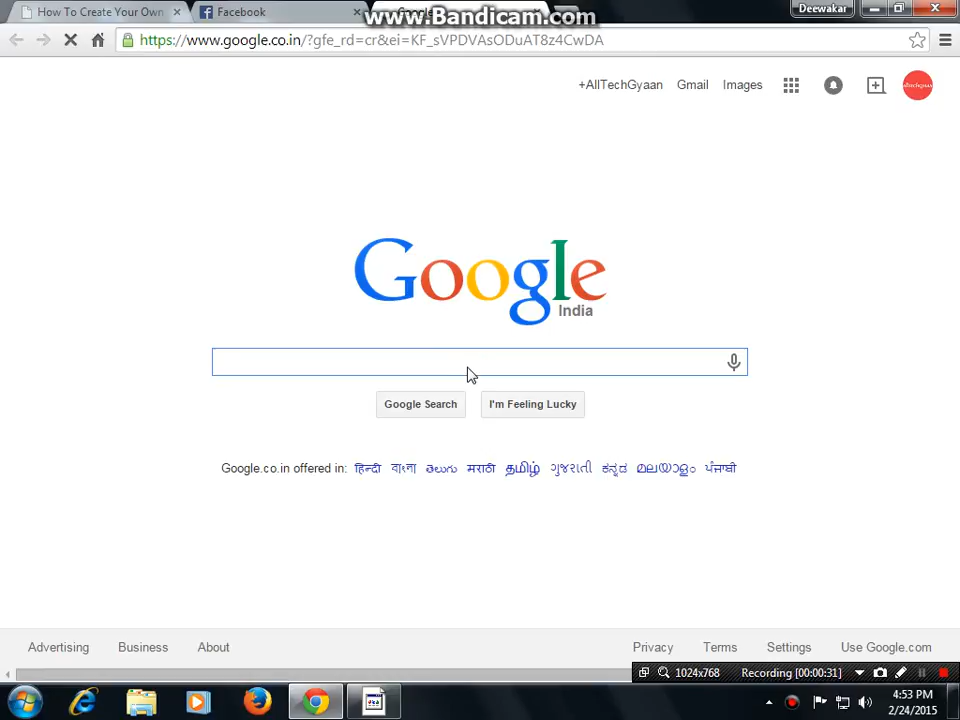 How To Create Your Own
Facebook
www.Bandicam.com
Deewakar
https://www.google.co.in/?gfe_rd=cr&ei=KF_sVPDVAsODuAT8z4CwDA
+AllTechGyaan Gmail Images
Google
India
Google Search I'm Feeling Lucky
Google.co.in offered in: हिन्दी বাংলা తెలుగు मराठी தமிழ் ગુજરાતી ಕನ್ನಡ മലയാളം ਪੰਜਾਬੀ
Advertising Business About Privacy Terms Settings Use Google.com
1024x768 Recording [00:00:31]
4:53 PM
2/24/2015